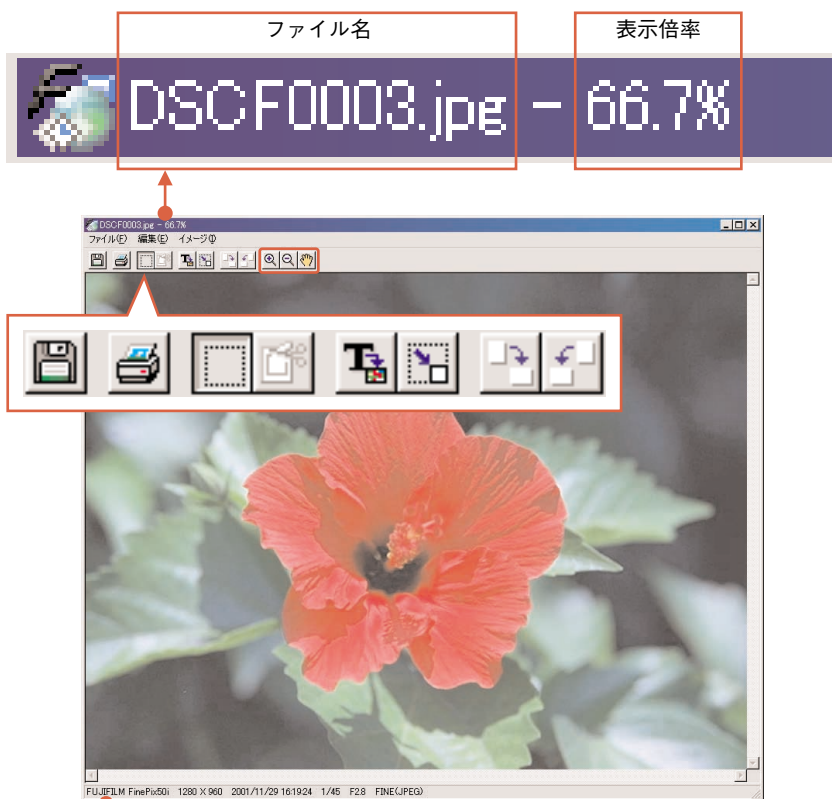 ファイル名
表示倍率
DSCF0003.jpg - 66.7%
DSCF0003.jpg - 66.7%
ファイル(F) 編集(E) イメージ(I)
T
FUJIFILM FinePix50i 1280 X 960 2001/11/29 16:19:24 1/45 F2.8 FINE(JPEG)